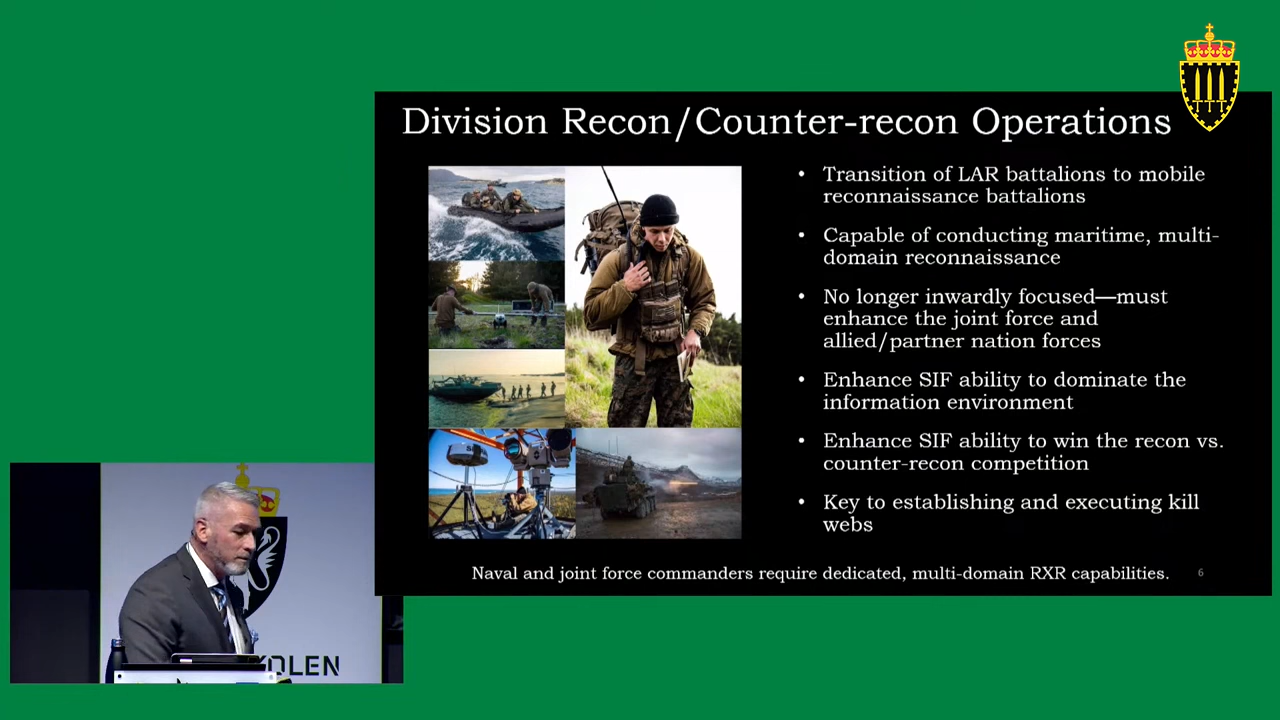 Division Recon/Counter-recon Operations
• Transition of LAR battalions to mobile
reconnaissance battalions
• Capable of conducting maritime, multi-
domain reconnaissance
• No longer inwardly focused—must
enhance the joint force and
allied/partner nation forces
• Enhance SIF ability to dominate the
information environment
• Enhance SIF ability to win the recon vs.
counter-recon competition
• Key to establishing and executing kill
webs
Naval and joint force commanders require dedicated, multi-domain RXR capabilities.
6
OLEN